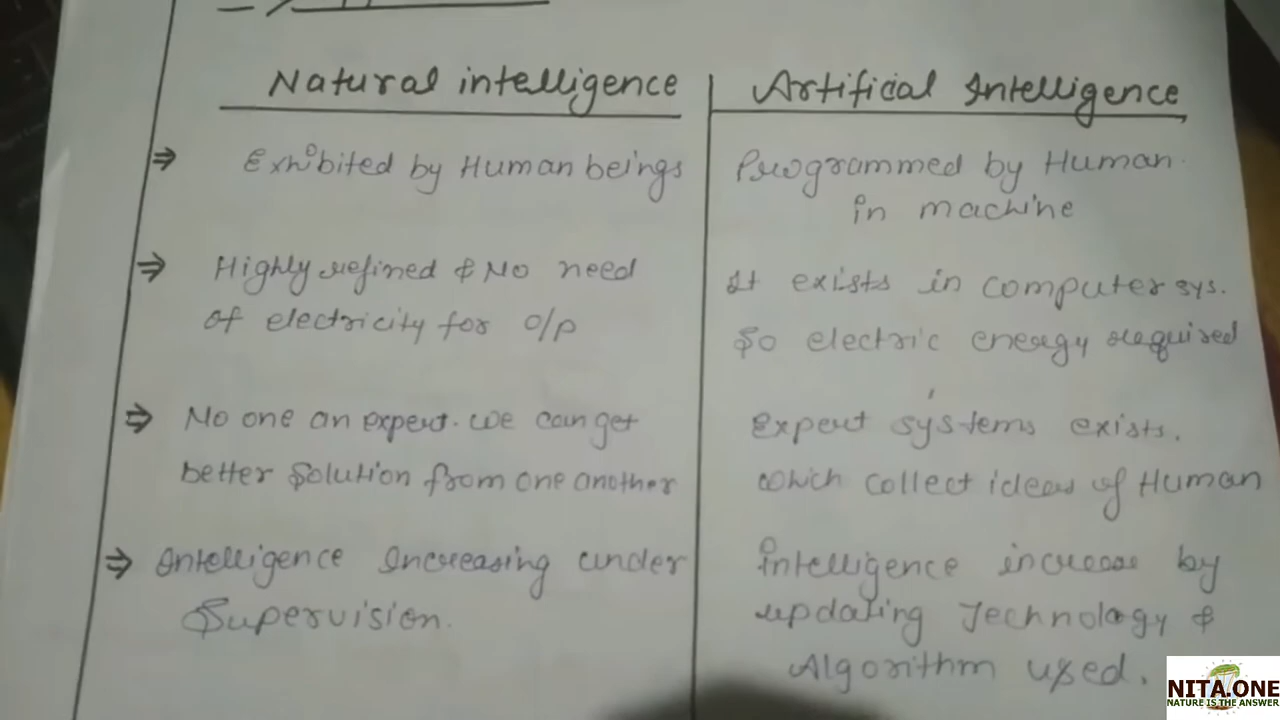 Natural intelligence
Artifical Intelligence
⇒ Exhibited by Human beings
Programmed by Human
in machine
⇒ Highly refined & No need
of electricity for O/P
It exists in computer sys.
So electric energy required
⇒ No one an expert. We can get
better Solution from one another
Expert systems exists.
Which collect ideas of Human
⇒ Intelligence Increasing under
Supervision.
intelligence increase by
updating Technology &
Algorithm used.
NITA.ONE
NATURE IS THE ANSWER